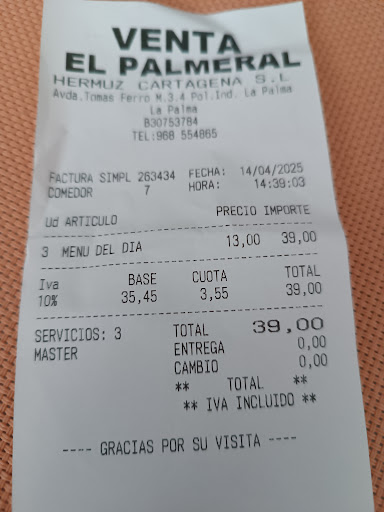 VENTA
EL PALMERAL
HERMUZ CARTAGENA S.L
Avda.Tomas Ferro M.3,4 Pol.Ind. La Palma
La Palma
B30753784
TEL:968 554865
FACTURA SIMPL 263434 FECHA: 14/04/2025
COMEDOR 7 HORA: 14:39:03
Ud ARTICULO PRECIO IMPORTE
3 MENU DEL DIA 13,00 39,00
Iva BASE CUOTA TOTAL
10% 35,45 3,55 39,00
SERVICIOS: 3 TOTAL 39,00
MASTER ENTREGA 0,00
CAMBIO 0,00
** TOTAL **
** IVA INCLUIDO **
---- GRACIAS POR SU VISITA ----